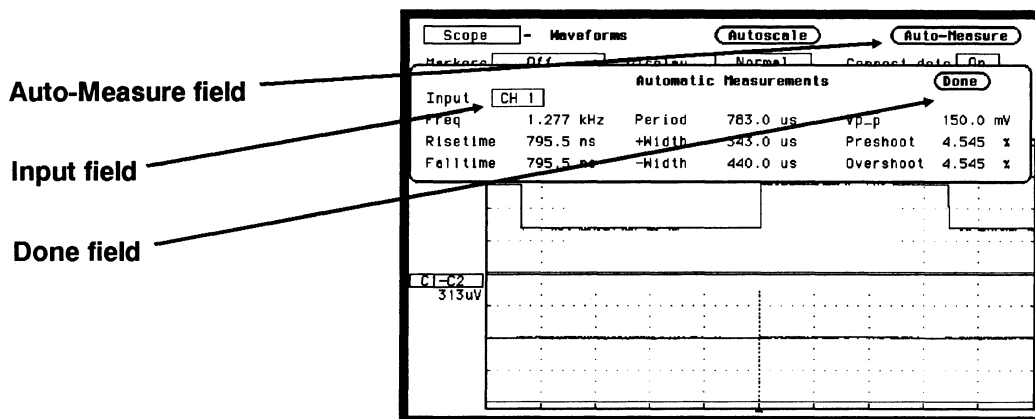 Scope - Waveforms Autoscale Auto-Measure
Markers Off Display Normal Connect dots On
Auto-Measure field
Automatic Measurements Done
Input CH 1
Freq 1.277 kHz Period 783.0 us Vp_p 150.0 mV
Risetime 795.5 ns +Width 343.0 us Preshoot 4.545 %
Input field
Falltime 795.5 ns -Width 440.0 us Overshoot 4.545 %
Done field
C1-C2
313uV